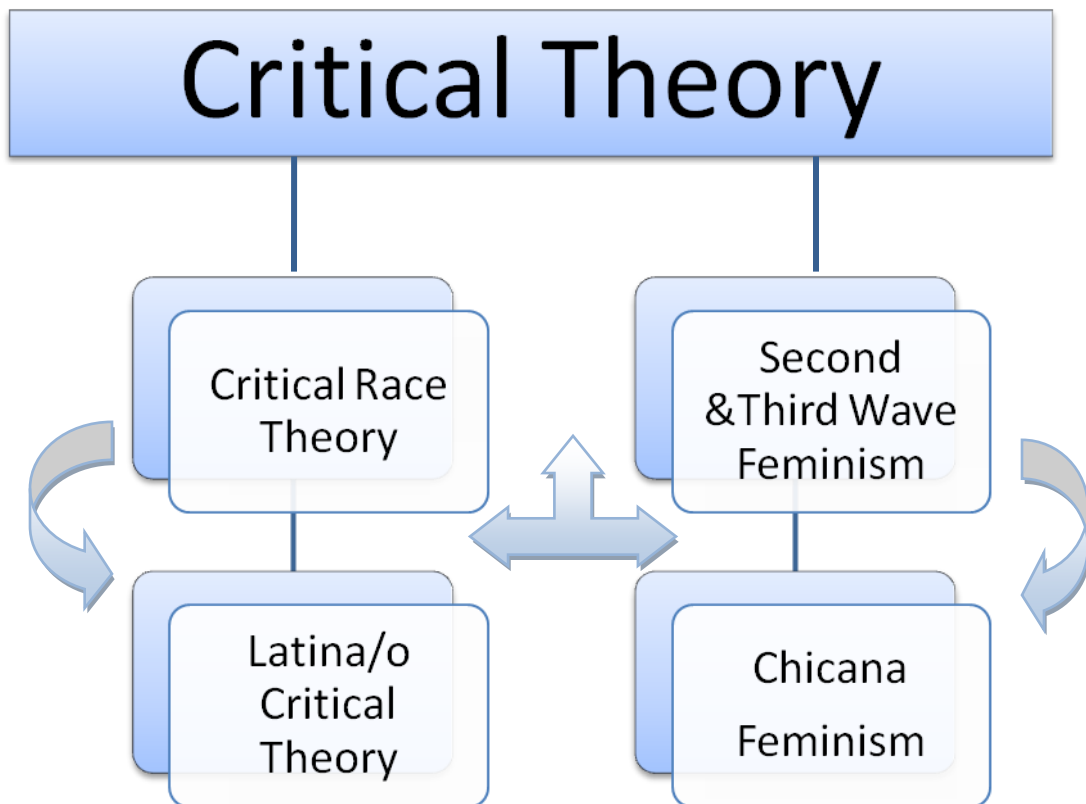 Critical Theory
Critical Race
Theory
Second
&Third Wave
Feminism
Latina/o
Critical
Theory
Chicana
Feminism